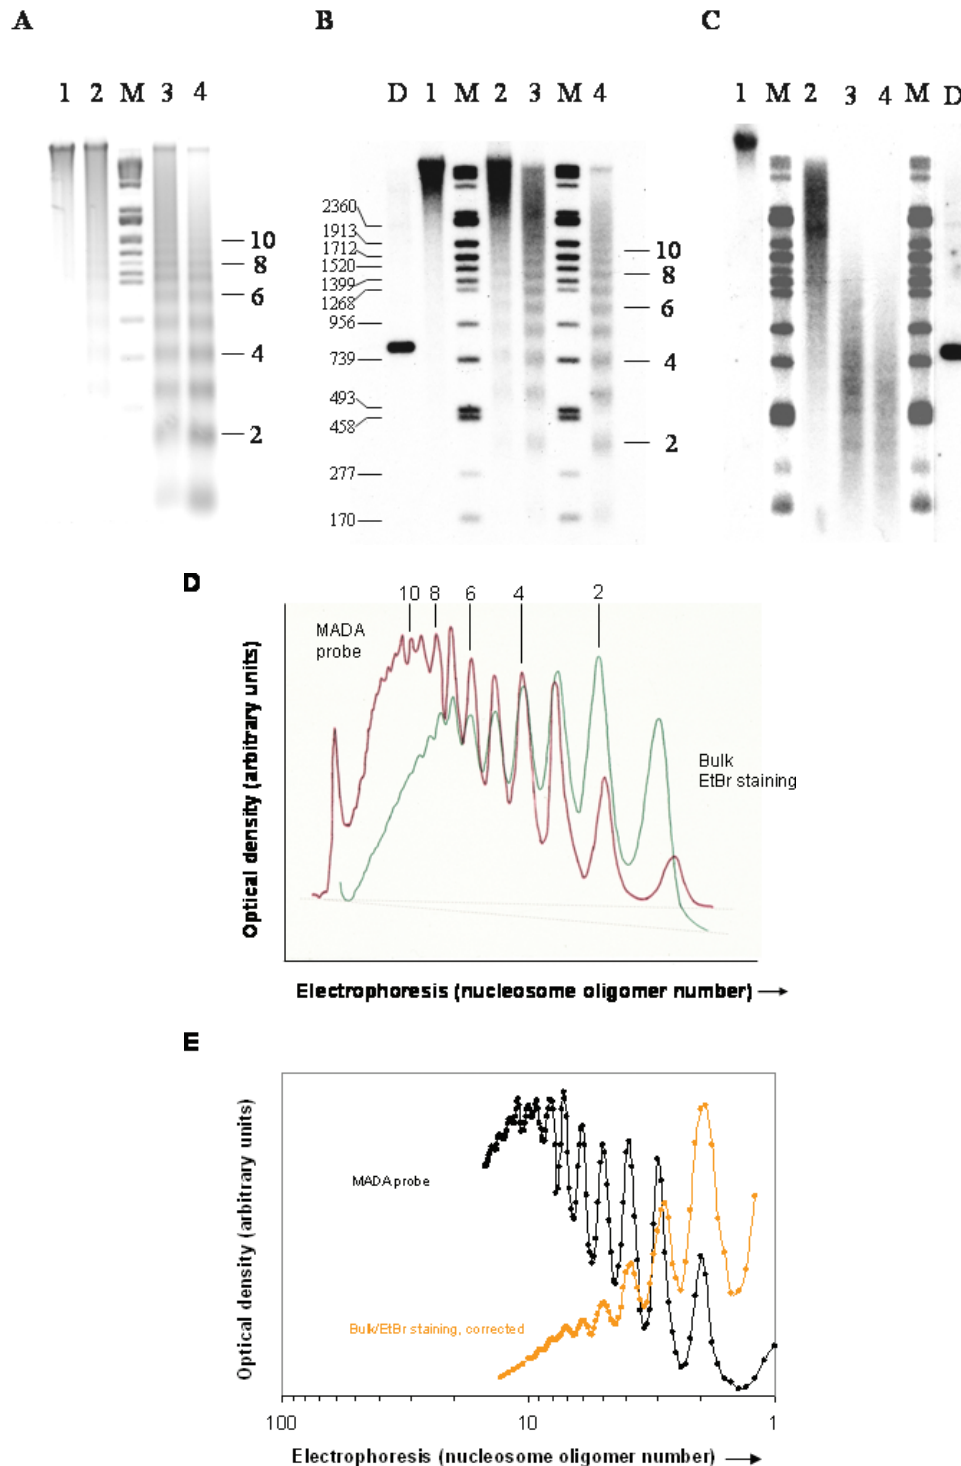 A
B
C
1 2 M 3 4
D 1 M 2 3 M 4
1 M 2 3 4 M D
10
8
6
4
2
2360
1913
1712
1520
1399
1268
956
739
493
458
277
170
10
8
6
4
2
D
10 8 6 4 2
MADA
probe
Bulk
EtBr staining
Optical density (arbitrary units)
Electrophoresis (nucleosome oligomer number)
E
MADA probe
Bulk/EtBr staining, corrected
Optical density (arbitrary units)
100 10 1
Electrophoresis (nucleosome oligomer number)